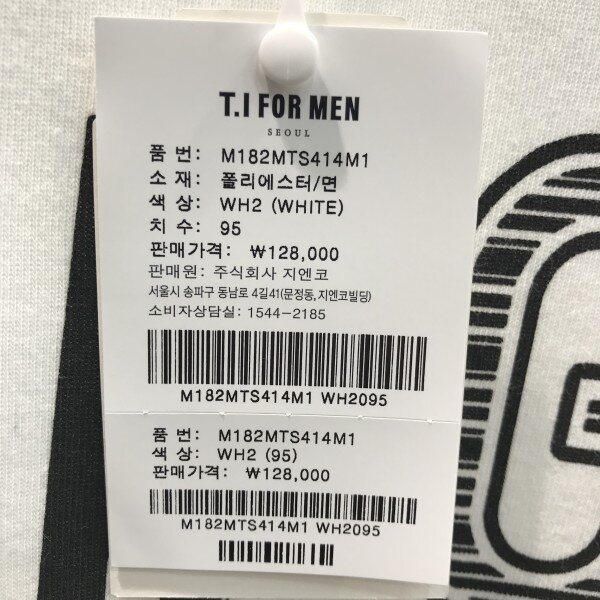 T.I FOR MEN
SEOUL
품 번: M182MTS414M1
소 재: 폴리에스터/면
색 상: WH2 (WHITE)
치 수: 95
판매가격: ₩128,000
판매원: 주식회사 지엔코
서울시 송파구 동남로 4길41(문정동,지엔코빌딩)
소비자상담실: 1544-2185
M182MTS414M1 WH2095
품 번: M182MTS414M1
색 상: WH2 (95)
판매가격: ₩128,000
M182MTS414M1 WH2095